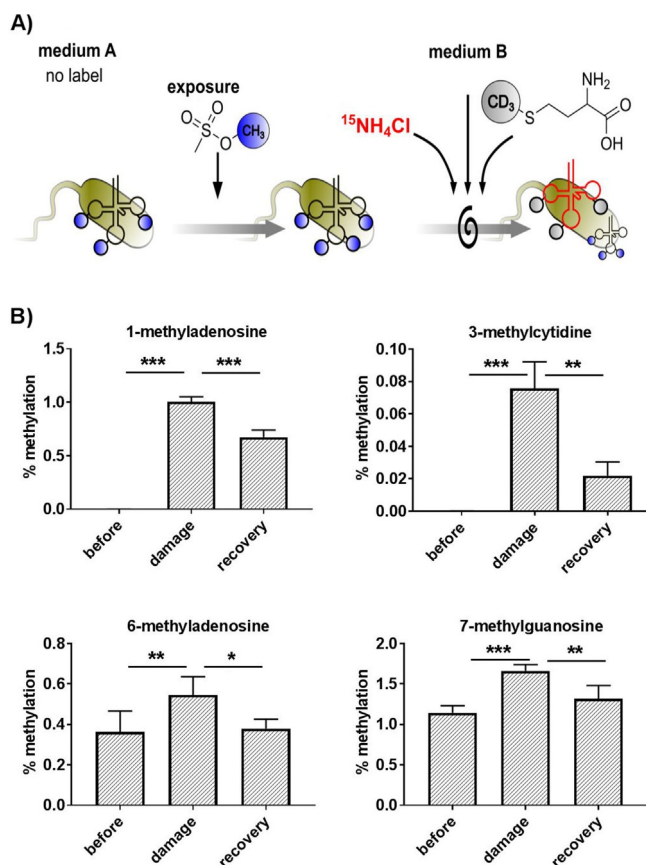 A)
medium A
no label
exposure
O
S
O
O
CH₃
medium B
¹⁵NH₄Cl
CD₃
S
NH₂
O
OH
B)
1-methyladenosine
% methylation
1.5
1.0
0.5
0.0
***
***
before
damage
recovery
3-methylcytidine
% methylation
0.10
0.08
0.06
0.04
0.02
0.00
***
**
before
damage
recovery
6-methyladenosine
% methylation
0.8
0.6
0.4
0.2
0.0
**
*
before
damage
recovery
7-methylguanosine
% methylation
2.0
1.5
1.0
0.5
0.0
***
**
before
damage
recovery